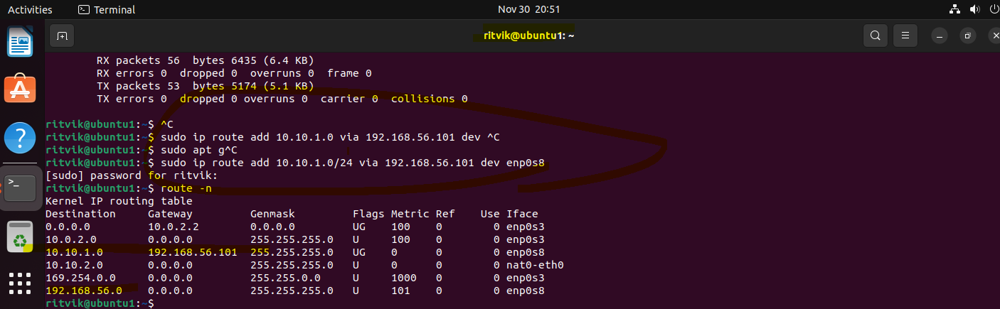 Activities Terminal Nov 30 20:51
ritvik@ubuntu1: ~
RX packets 56 bytes 6435 (6.4 KB)
RX errors 0 dropped 0 overruns 0 frame 0
TX packets 53 bytes 5174 (5.1 KB)
TX errors 0 dropped 0 overruns 0 carrier 0 collisions 0
ritvik@ubuntu1:~$ ^C
ritvik@ubuntu1:~$ sudo ip route add 10.10.1.0 via 192.168.56.101 dev ^C
ritvik@ubuntu1:~$ sudo apt g^C
ritvik@ubuntu1:~$ sudo ip route add 10.10.1.0/24 via 192.168.56.101 dev enp0s8
[sudo] password for ritvik:
ritvik@ubuntu1:~$ route -n
Kernel IP routing table
Destination Gateway Genmask Flags Metric Ref Use Iface
0.0.0.0 10.0.2.2 0.0.0.0 UG 100 0 0 enp0s3
10.0.2.0 0.0.0.0 255.255.255.0 U 100 0 0 enp0s3
10.10.1.0 192.168.56.101 255.255.255.0 UG 0 0 0 enp0s8
10.10.2.0 0.0.0.0 255.255.255.0 U 0 0 0 nat0-eth0
169.254.0.0 0.0.0.0 255.255.0.0 U 1000 0 0 enp0s3
192.168.56.0 0.0.0.0 255.255.255.0 U 101 0 0 enp0s8
ritvik@ubuntu1:~$